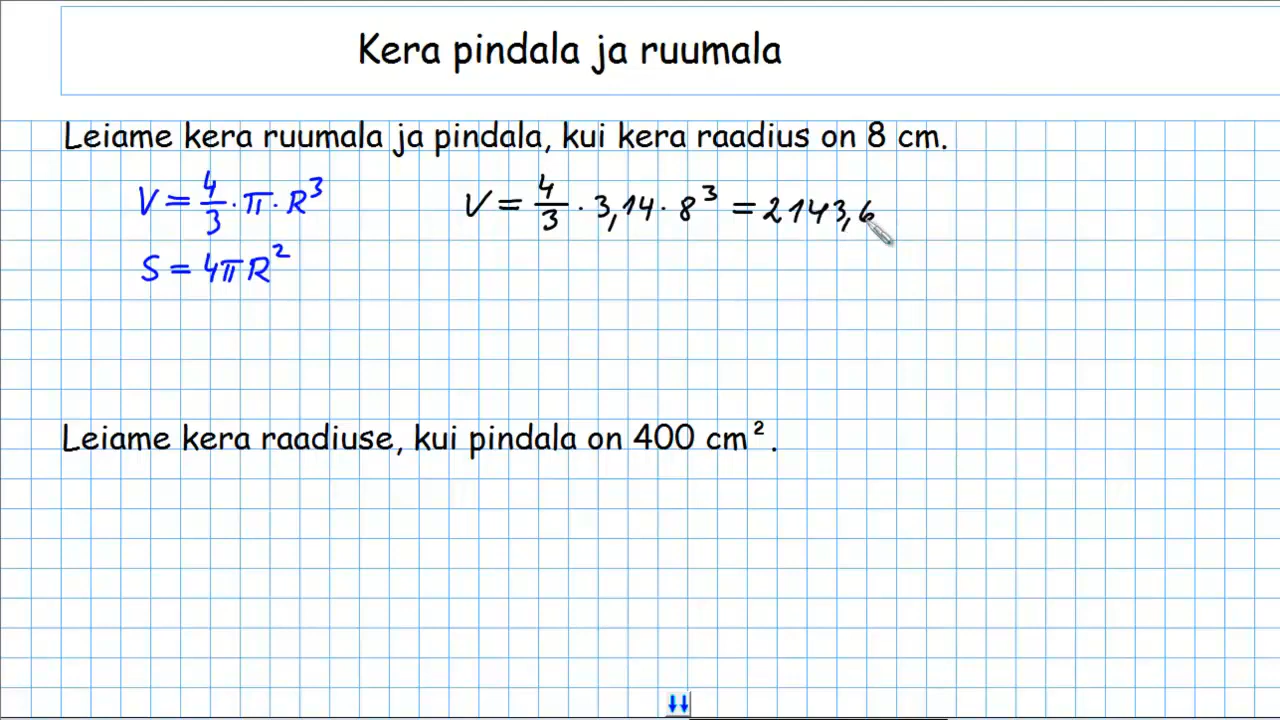 Kera pindala ja ruumala
Leiame kera ruumala ja pindala, kui kera raadius on 8 cm.
V = 4/3 · π · R³
V = 4/3 · 3,14 · 8³ = 2143,6
S = 4πR²
Leiame kera raadiuse, kui pindala on 400 cm².